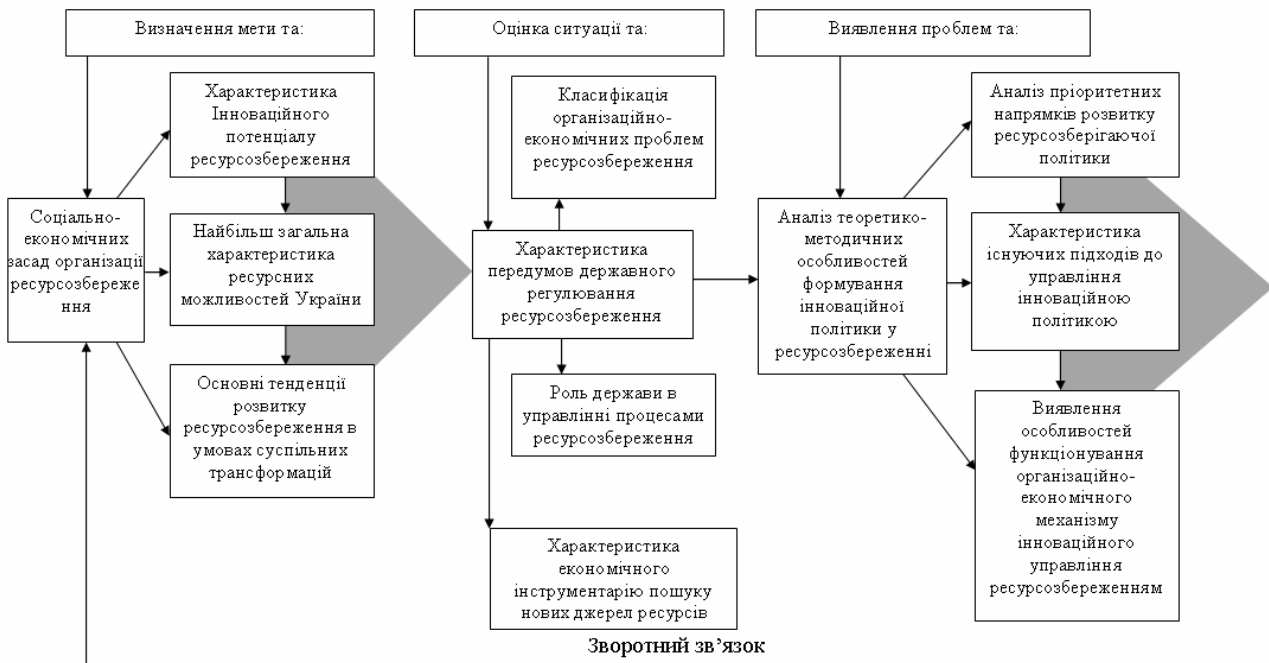 Визначення мети та:
Оцінка ситуації та:
Виявлення проблем та:
Соціально-
економічних
засад організації
ресурсозбереже
ння
Характеристика
Інноваційного
потенціалу
ресурсозбереження
Найбільш загальна
характеристика
ресурсних
можливостей України
Основні тенденції
розвитку
ресурсозбереження в
умовах суспільних
трансформацій
Класифікація
організаційно-
економічних проблем
ресурсозбереження
Характеристика
передумов державного
регулювання
ресурсозбереження
Роль держави в
управлінні процесами
ресурсозбереження
Характеристика
економічного
інструментарію пошуку
нових джерел ресурсів
Аналіз теоретико-
методичних
особливостей
формування
інноваційної
політики у
ресурсозбереженні
Аналіз пріоритетних
напрямків розвитку
ресурсозберігаючої
політики
Характеристика
існуючих підходів до
управління
інноваційною
політикою
Виявлення
особливостей
функціонування
організаційно-
економічного
механізму
інноваційного
управління
ресурсозбереженням
Зворотний зв’язок